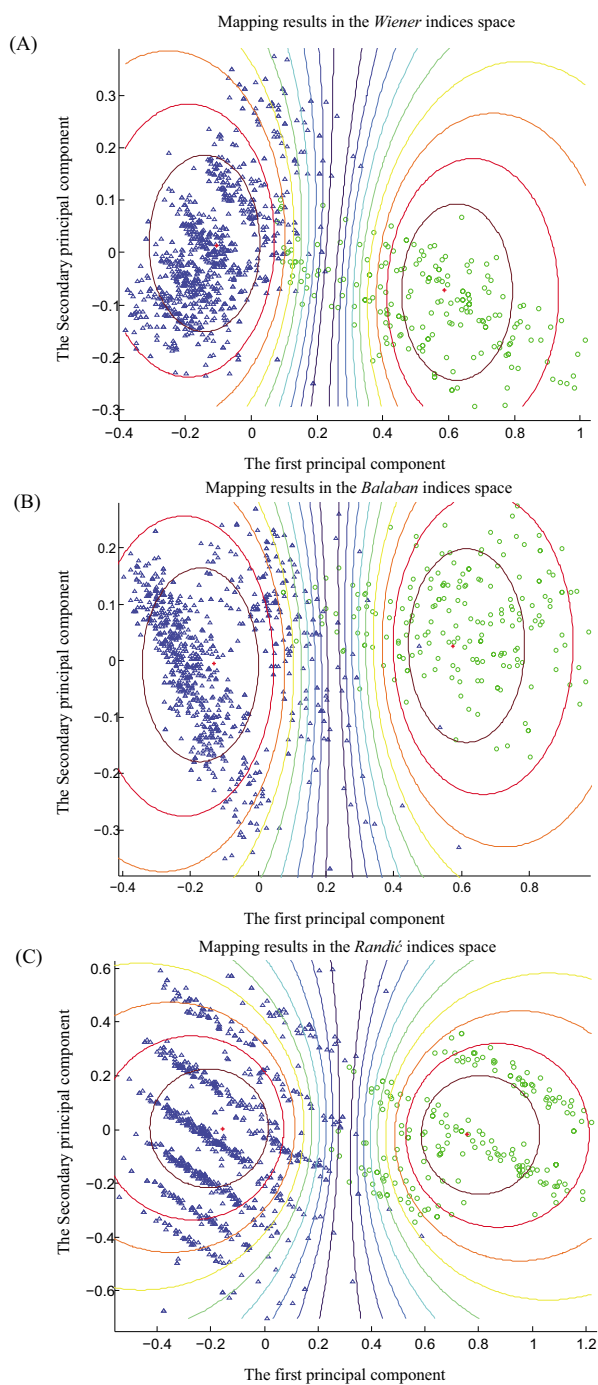 Mapping results in the Wiener indices space
(A)
0.3
0.2
0.1
0
−0.1
−0.2
−0.3
The Secondary principal component
−0.4 −0.2 0 0.2 0.4 0.6 0.8 1
The first principal component
Mapping results in the Balaban indices space
(B)
0.2
0.1
0
−0.1
−0.2
−0.3
The Secondary principal component
−0.4 −0.2 0 0.2 0.4 0.6 0.8
The first principal component
Mapping results in the Randić indices space
(C)
0.6
0.4
0.2
0
−0.2
−0.4
−0.6
The Secondary principal component
−0.4 −0.2 0 0.2 0.4 0.6 0.8 1 1.2
The first principal component